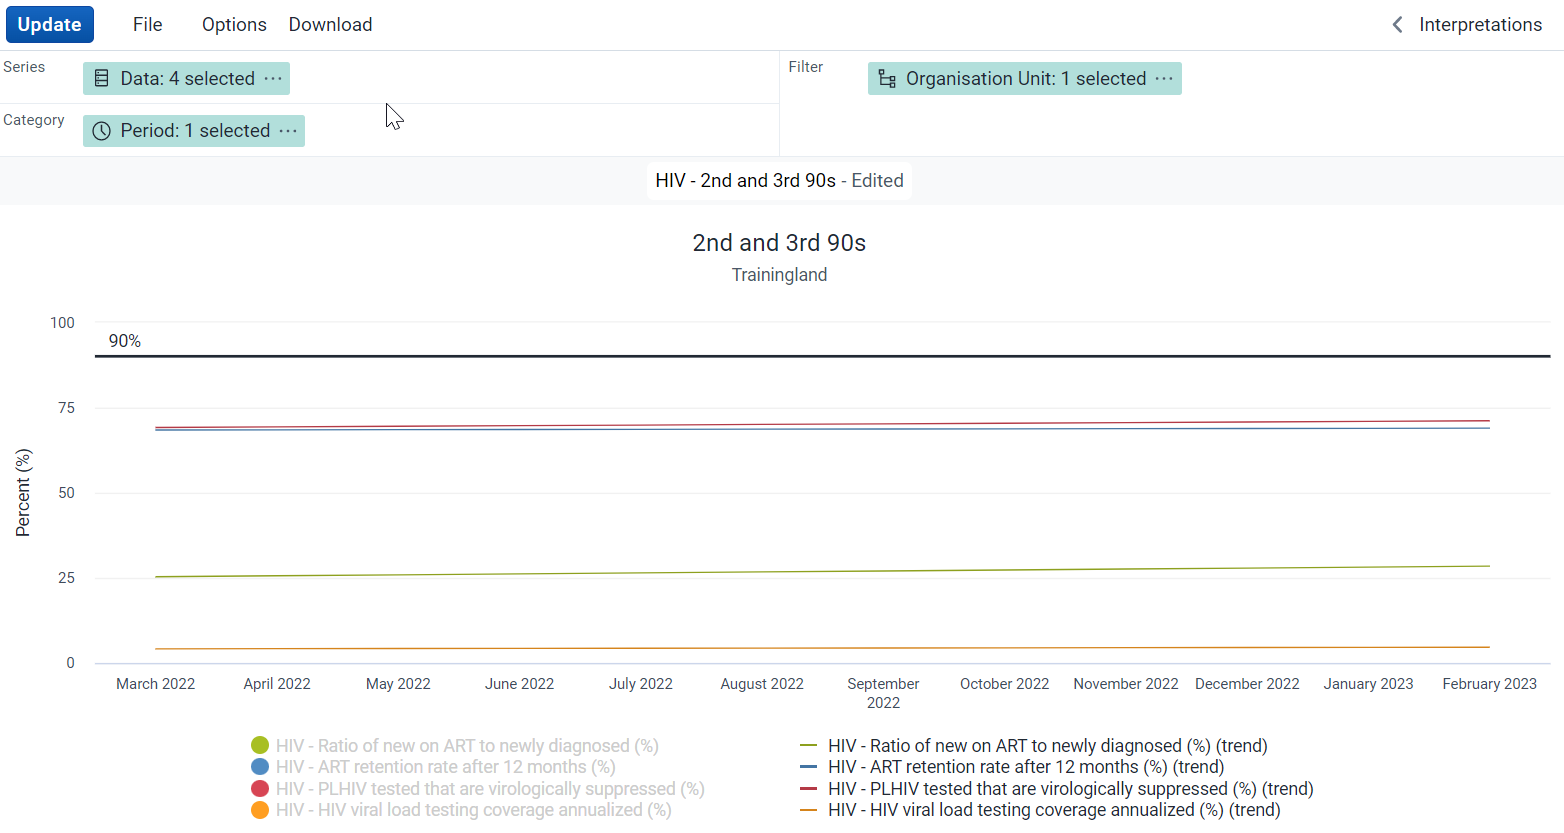 Update File Options Download Interpretations
Series Data: 4 selected ··· Filter Organisation Unit: 1 selected ···
Category Period: 1 selected ···
HIV - 2nd and 3rd 90s - Edited
2nd and 3rd 90s
Trainingland
100
90%
75
50
25
0
Percent (%)
March 2022 April 2022 May 2022 June 2022 July 2022 August 2022 September 2022 October 2022 November 2022 December 2022 January 2023 February 2023
HIV - Ratio of new on ART to newly diagnosed (%) HIV - Ratio of new on ART to newly diagnosed (%) (trend)
HIV - ART retention rate after 12 months (%) HIV - ART retention rate after 12 months (%) (trend)
HIV - PLHIV tested that are virologically suppressed (%) HIV - PLHIV tested that are virologically suppressed (%) (trend)
HIV - HIV viral load testing coverage annualized (%) HIV - HIV viral load testing coverage annualized (%) (trend)